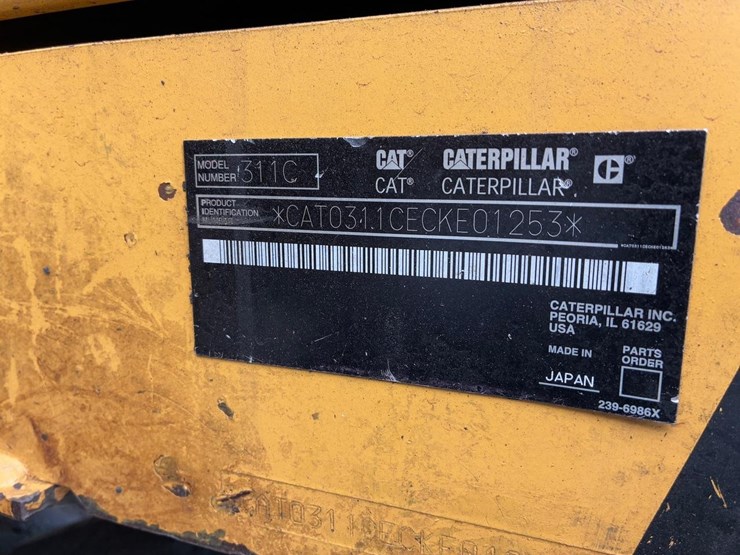 MODEL NUMBER 311C
CAT® CATERPILLAR® C®
CAT® CATERPILLAR®
PRODUCT IDENTIFICATION NUMBER *CAT0311CECKE01253*
CATERPILLAR INC.
PEORIA, IL 61629
USA
MADE IN JAPAN
PARTS ORDER
239-6986X